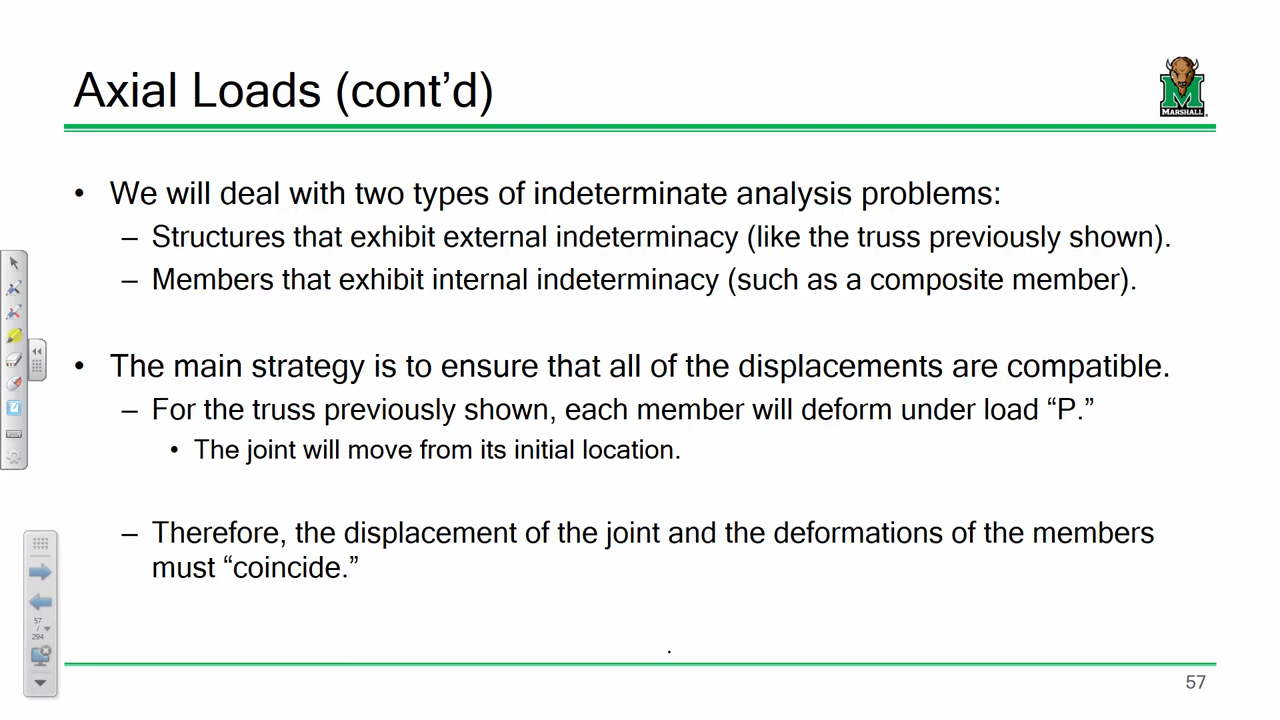 Axial Loads (cont’d)
MARSHALL
• We will deal with two types of indeterminate analysis problems:
– Structures that exhibit external indeterminacy (like the truss previously shown).
– Members that exhibit internal indeterminacy (such as a composite member).
• The main strategy is to ensure that all of the displacements are compatible.
– For the truss previously shown, each member will deform under load “P.”
• The joint will move from its initial location.
– Therefore, the displacement of the joint and the deformations of the members
must “coincide.”
57
/
294
.
57